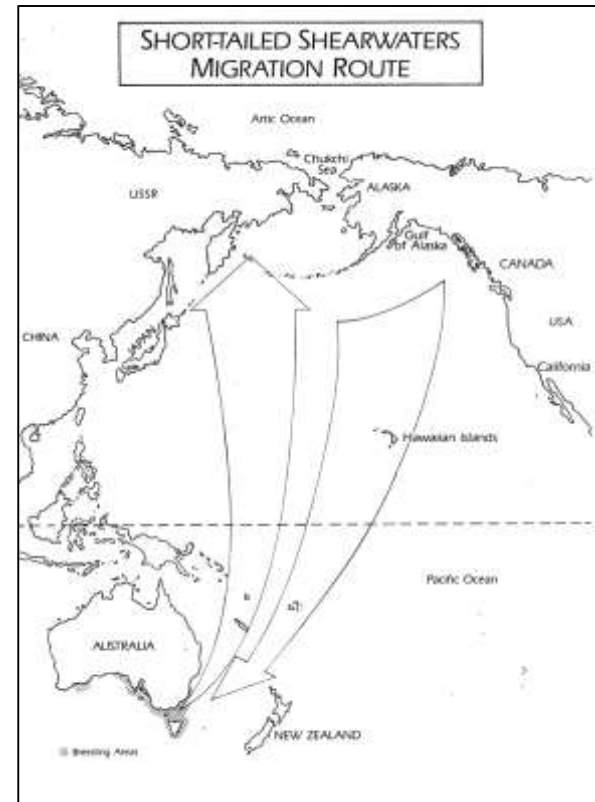 SHORT-TAILED SHEARWATERS
MIGRATION ROUTE
Artic Ocean
Chukchi
Sea
ALASKA
USSR
Gulf
of Alaska
CANADA
CHINA
JAPAN
USA
California
Hawaiian Islands
Pacific Ocean
AUSTRALIA
NEW ZEALAND
Breeding Areas